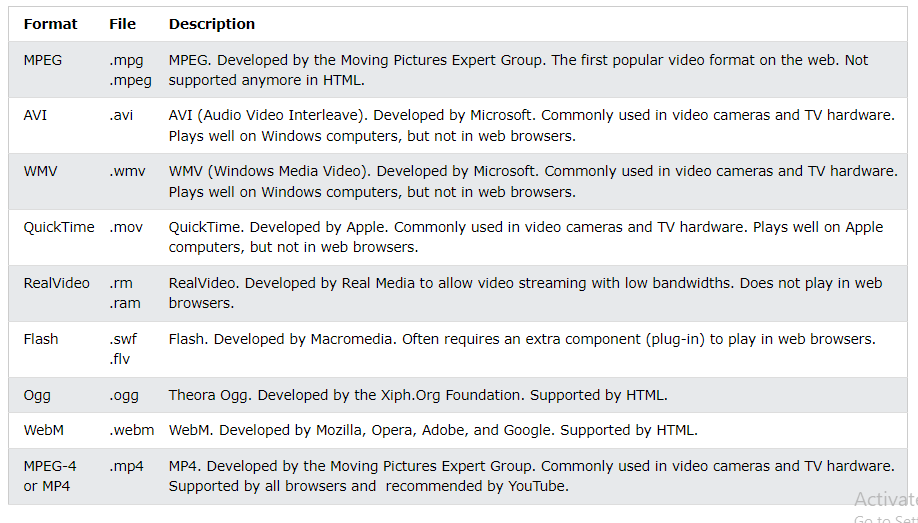 Format File Description
MPEG .mpg MPEG. Developed by the Moving Pictures Expert Group. The first popular video format on the web. Not
.mpeg supported anymore in HTML.
AVI .avi AVI (Audio Video Interleave). Developed by Microsoft. Commonly used in video cameras and TV hardware.
Plays well on Windows computers, but not in web browsers.
WMV .wmv WMV (Windows Media Video). Developed by Microsoft. Commonly used in video cameras and TV hardware.
Plays well on Windows computers, but not in web browsers.
QuickTime .mov QuickTime. Developed by Apple. Commonly used in video cameras and TV hardware. Plays well on Apple
computers, but not in web browsers.
RealVideo .rm RealVideo. Developed by Real Media to allow video streaming with low bandwidths. Does not play in web
.ram browsers.
Flash .swf Flash. Developed by Macromedia. Often requires an extra component (plug-in) to play in web browsers.
.flv
Ogg .ogg Theora Ogg. Developed by the Xiph.Org Foundation. Supported by HTML.
WebM .webm WebM. Developed by Mozilla, Opera, Adobe, and Google. Supported by HTML.
MPEG-4 .mp4 MP4. Developed by the Moving Pictures Expert Group. Commonly used in video cameras and TV hardware.
or MP4 Supported by all browsers and recommended by YouTube.
Activate
Go to